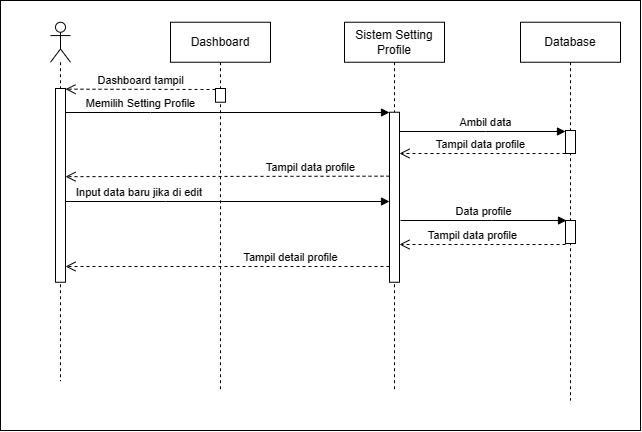 Dashboard
Sistem Setting
Profile
Database
Dashboard tampil
Memilih Setting Profile
Ambil data
Tampil data profile
Tampil data profile
Input data baru jika di edit
Data profile
Tampil data profile
Tampil detail profile